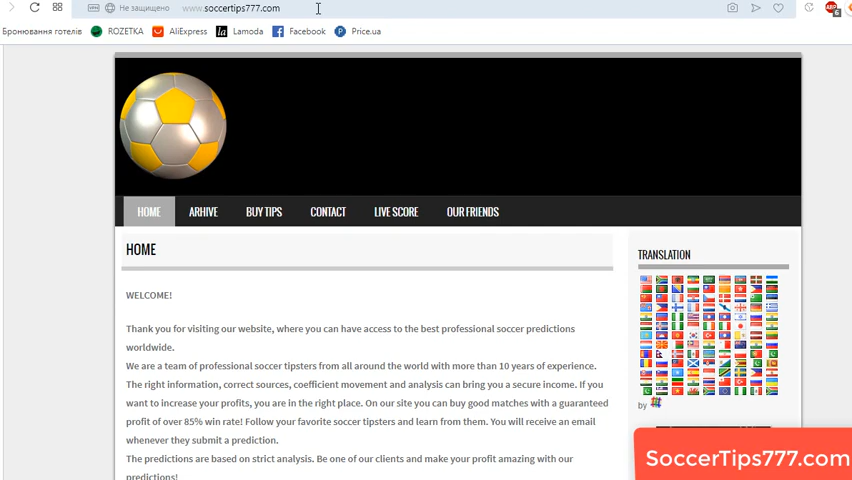 VPN Не защищено www.soccertips777.com ABP 6
Бронювання готелів ROZETKA AliExpress la Lamoda Facebook P Price.ua
HOME ARHIVE BUY TIPS CONTACT LIVE SCORE OUR FRIENDS
HOME
WELCOME!
Thank you for visiting our website, where you can have access to the best professional soccer predictions
worldwide.
We are a team of professional soccer tipsters from all around the world with more than 10 years of experience.
The right information, correct sources, coefficient movement and analysis can bring you a secure income. If you
want to increase your profits, you are in the right place. On our site you can buy good matches with a guaranteed
profit of over 85% win rate! Follow your favorite soccer tipsters and learn from them. You will receive an email
whenever they submit a prediction.
The predictions are based on strict analysis. Be one of our clients and make your profit amazing with our
predictions!
TRANSLATION
by
SoccerTips777.com